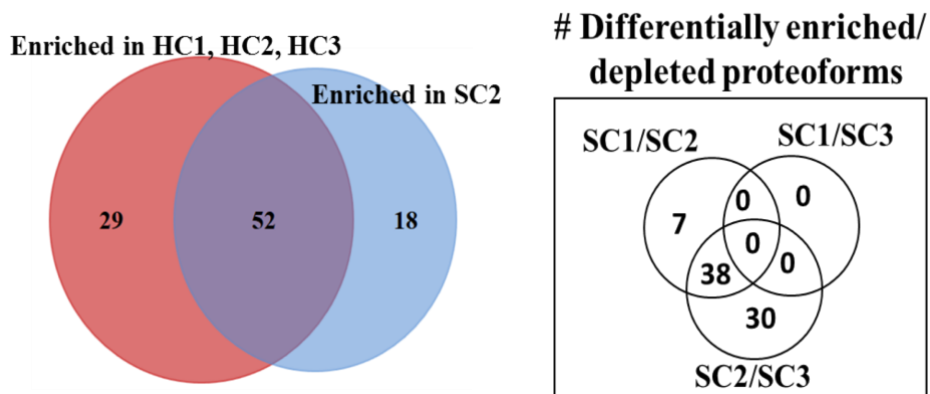 Enriched in HC1, HC2, HC3
Enriched in SC2
29
52
18
# Differentially enriched/
depleted proteoforms
SC1/SC2
SC1/SC3
0
0
7
0
0
38
30
SC2/SC3